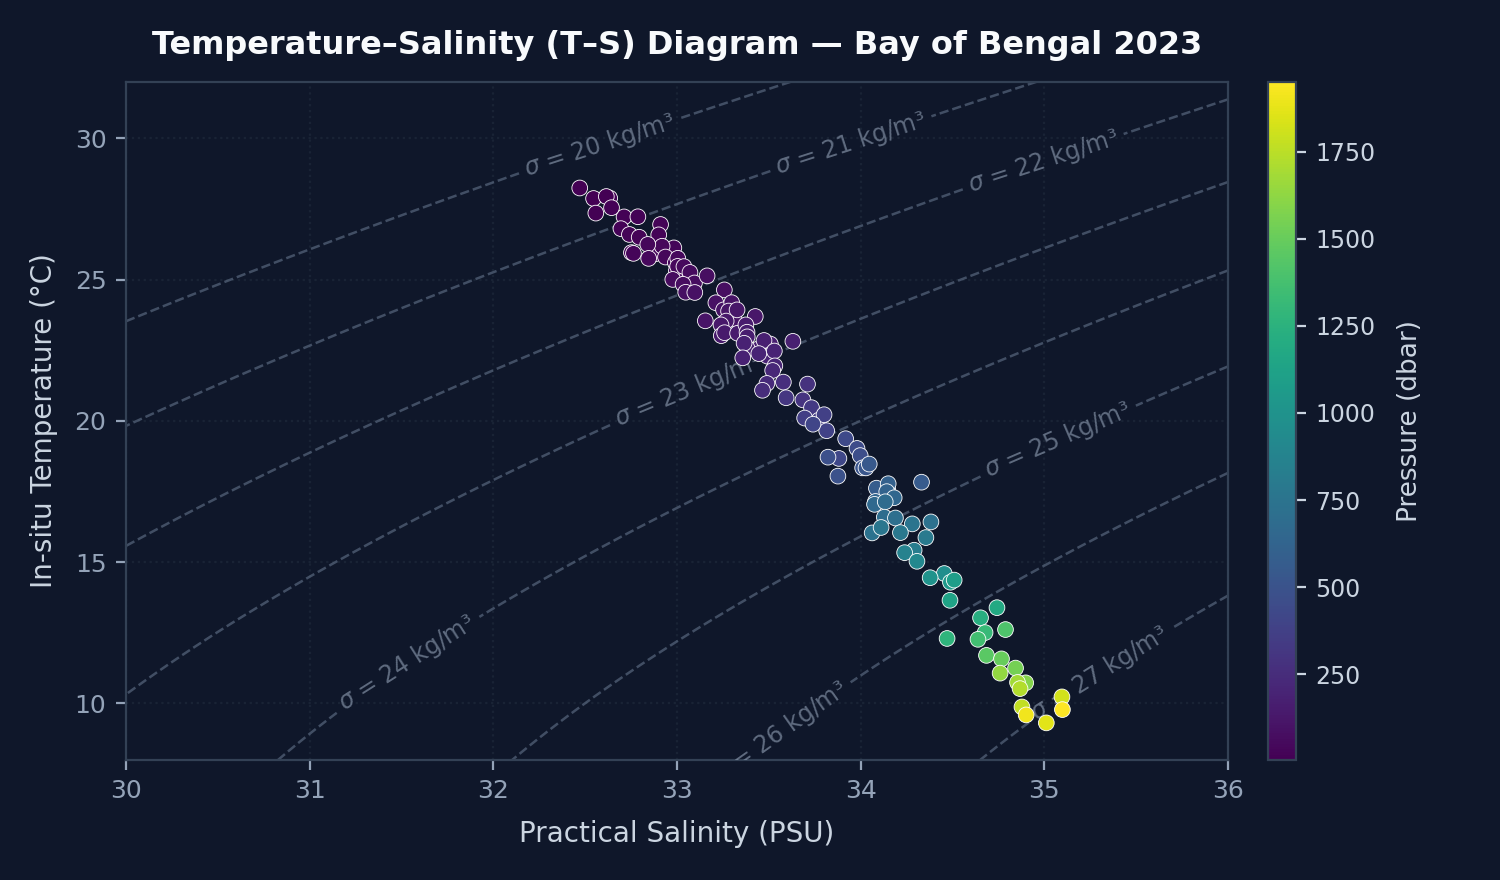 Temperature–Salinity (T–S) Diagram — Bay of Bengal 2023
In-situ Temperature (°C)
30
25
20
15
10
σ = 20 kg/m³
σ = 21 kg/m³
σ = 22 kg/m³
σ = 23 kg/m
σ = 25 kg/m³
σ = 24 kg/m³
= 26 kg/m³
σ 27 kg/m³
30 31 32 33 34 35 36
Practical Salinity (PSU)
1750
1500
1250
1000
750
500
250
Pressure (dbar)